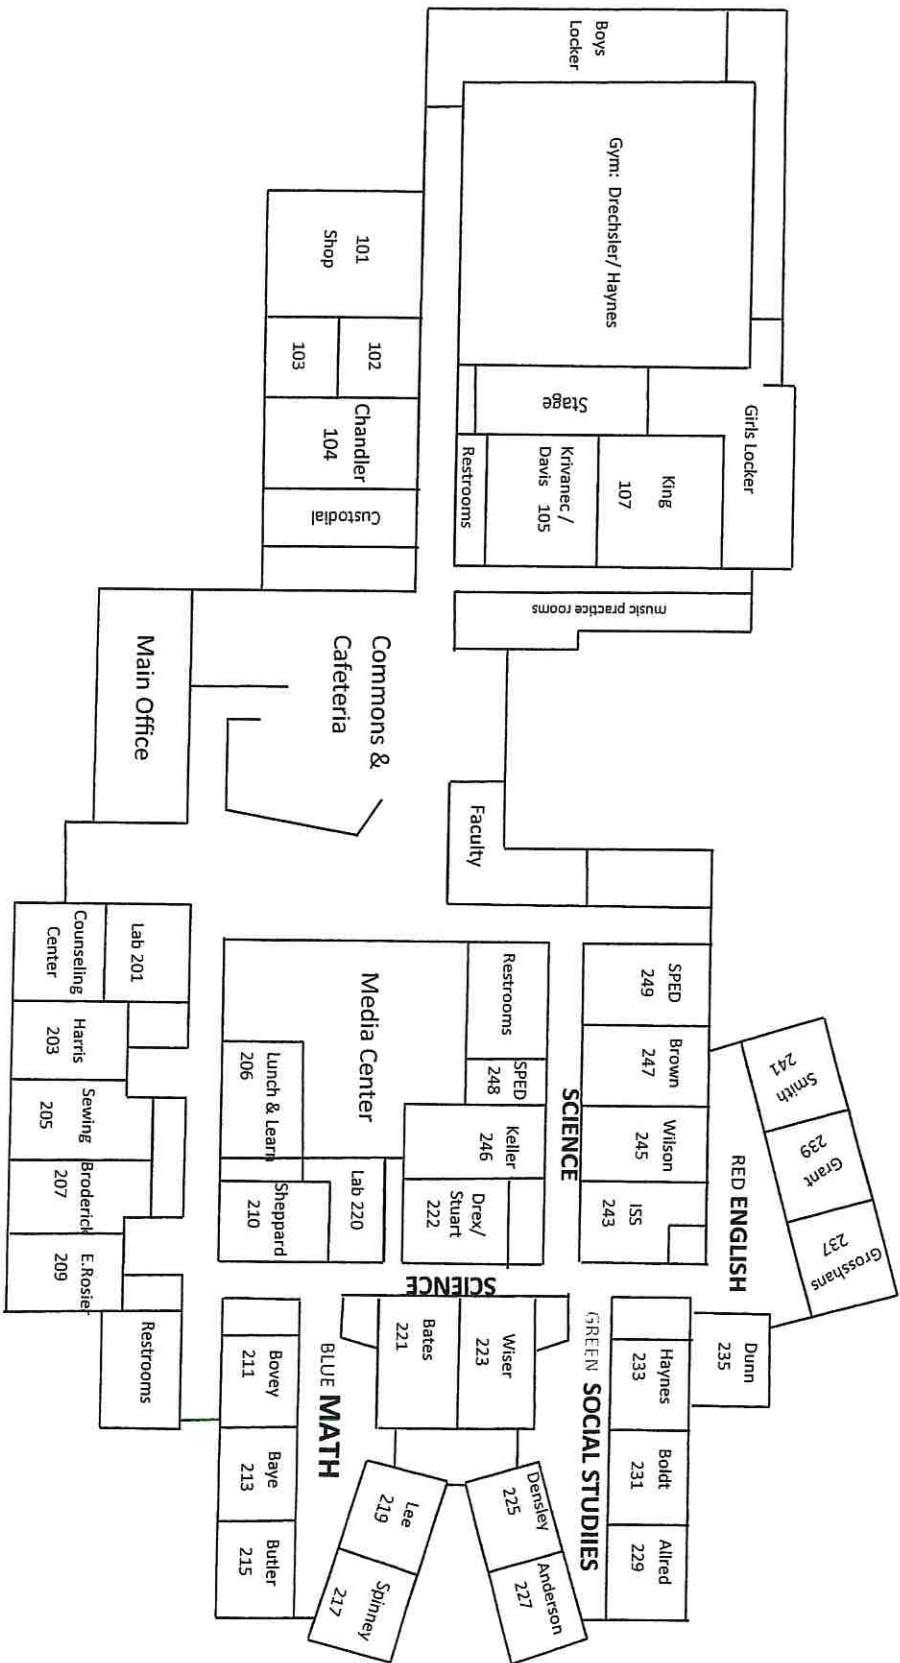 Boys
Locker
Gym: Drechsler/ Haynes
Girls Locker
Stage
King
107
Krivanec /
Davis 105
Restrooms
music practice rooms
101
Shop
102
103
Chandler
104
Custodial
Commons &
Cafeteria
Main Office
Faculty
Lab 201
Counseling
Center
Harris
203
Sewing
205
Broderick
207
E.Rosier
209
Restrooms
Media Center
Restrooms
SPED
248
Keller
246
Drex/
Stuart
222
Lunch & Learn
206
Lab 220
Sheppard
210
SCIENCE
SPED
249
Brown
247
Wilson
245
ISS
243
RED ENGLISH
Smith
241
Grant
239
Grosshans
237
Dunn
235
SCIENCE
Bates
221
Wiser
223
GREEN SOCIAL STUDIIES
Haynes
233
Boldt
231
Allred
229
Densley
225
Anderson
227
BLUE MATH
Bovey
211
Baye
213
Butler
215
Lee
219
Spinney
217